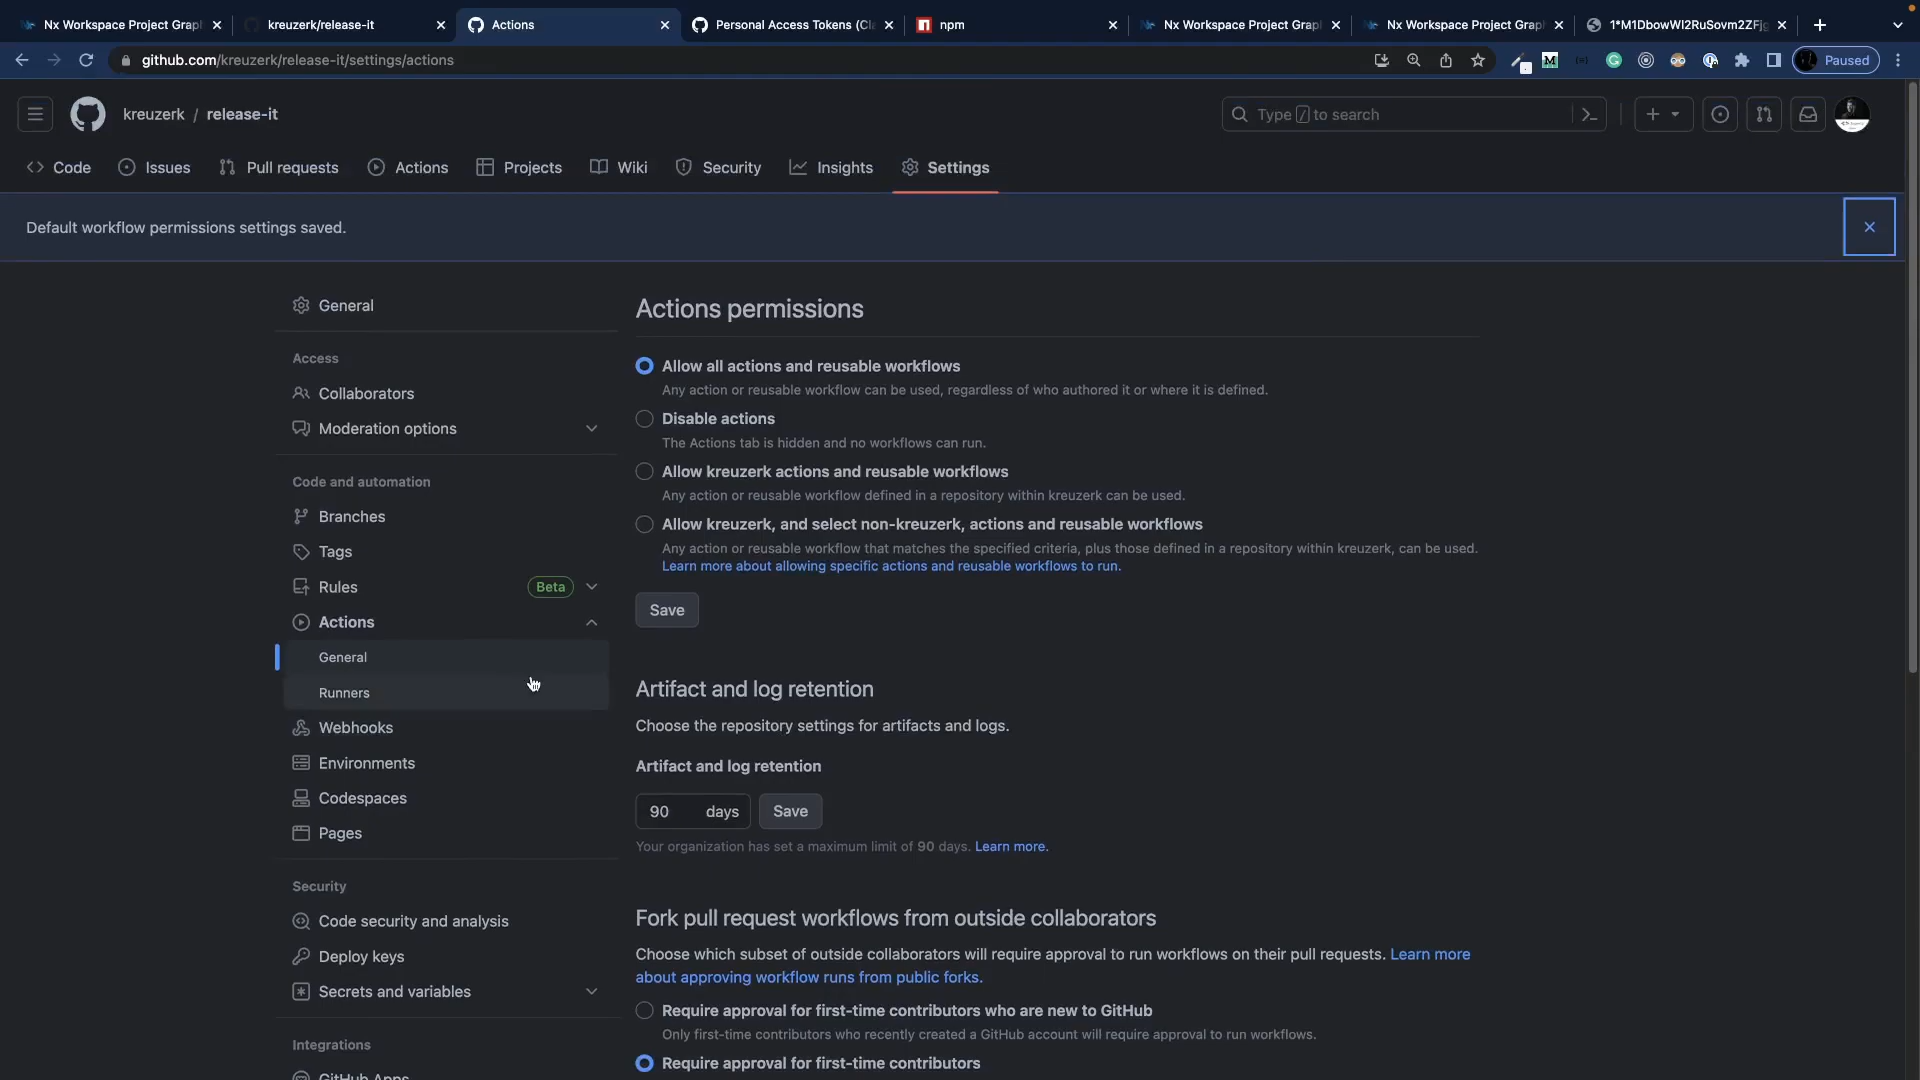 Nx Workspace Project Grap
kreuzerk/release-it
Actions
Personal Access Tokens (Cla
npm
Nx Workspace Project Grap
Nx Workspace Project Grap
1*M1DbowWI2RuSovm2ZFjg
github.com/kreuzerk/release-it/settings/actions
Paused
kreuzerk / release-it
Type / to search
Code
Issues
Pull requests
Actions
Projects
Wiki
Security
Insights
Settings
Default workflow permissions settings saved.
General
Access
Collaborators
Moderation options
Code and automation
Branches
Tags
Rules
Beta
Actions
General
Runners
Webhooks
Environments
Codespaces
Pages
Security
Code security and analysis
Deploy keys
Secrets and variables
Integrations
GitHub Apps
Actions permissions
Allow all actions and reusable workflows
Any action or reusable workflow can be used, regardless of who authored it or where it is defined.
Disable actions
The Actions tab is hidden and no workflows can run.
Allow kreuzerk actions and reusable workflows
Any action or reusable workflow defined in a repository within kreuzerk can be used.
Allow kreuzerk, and select non-kreuzerk, actions and reusable workflows
Any action or reusable workflow that matches the specified criteria, plus those defined in a repository within kreuzerk, can be used.
Learn more about allowing specific actions and reusable workflows to run.
Save
Artifact and log retention
Choose the repository settings for artifacts and logs.
Artifact and log retention
90 days
Save
Your organization has set a maximum limit of 90 days. Learn more.
Fork pull request workflows from outside collaborators
Choose which subset of outside collaborators will require approval to run workflows on their pull requests. Learn more
about approving workflow runs from public forks.
Require approval for first-time contributors who are new to GitHub
Only first-time contributors who recently created a GitHub account will require approval to run workflows.
Require approval for first-time contributors